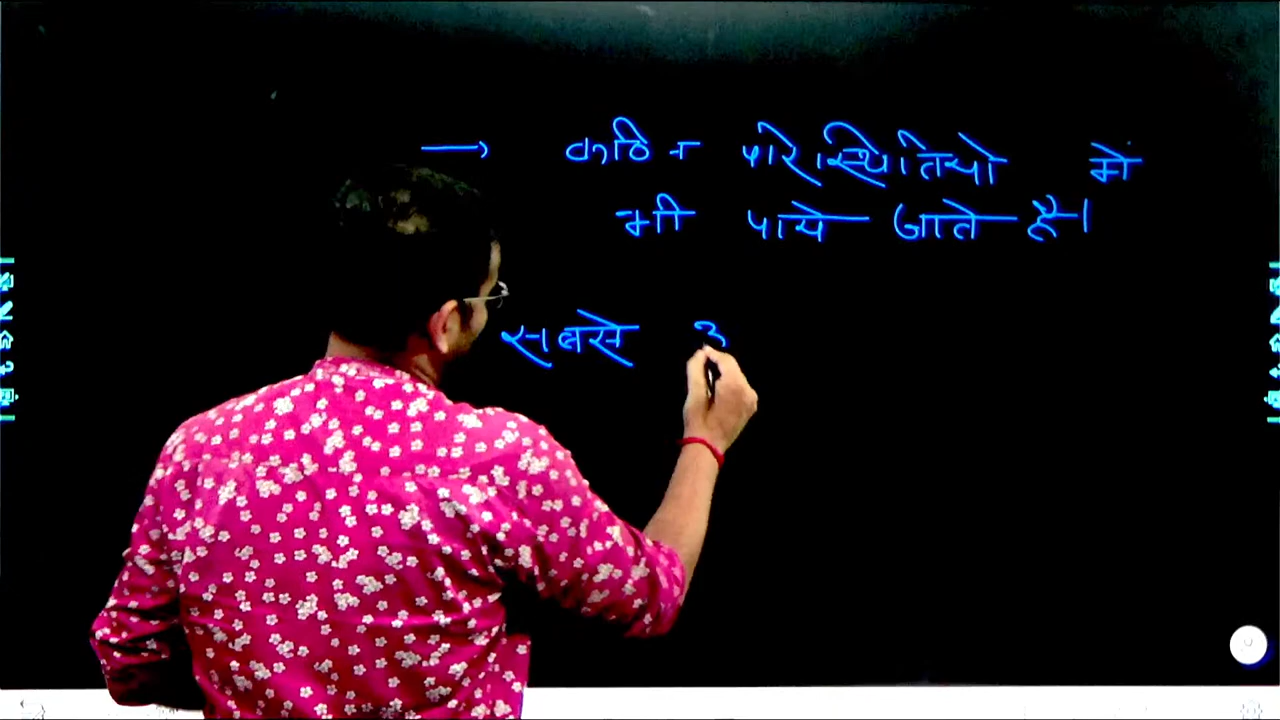 → कठिन परिस्थितियो में
भी पाये जाते है।
सबसे